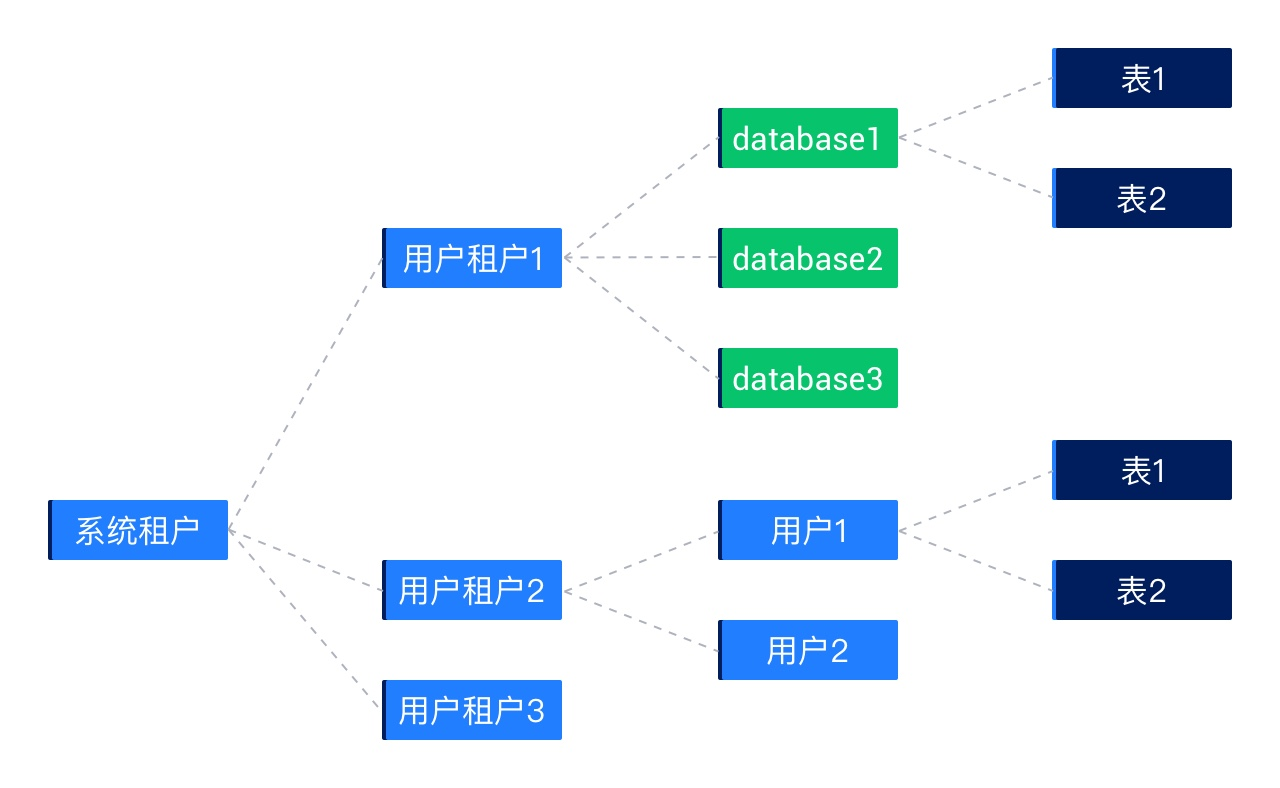 系统租户
用户租户1
database1
表1
表2
database2
database3
用户租户2
用户1
表1
表2
用户2
用户租户3